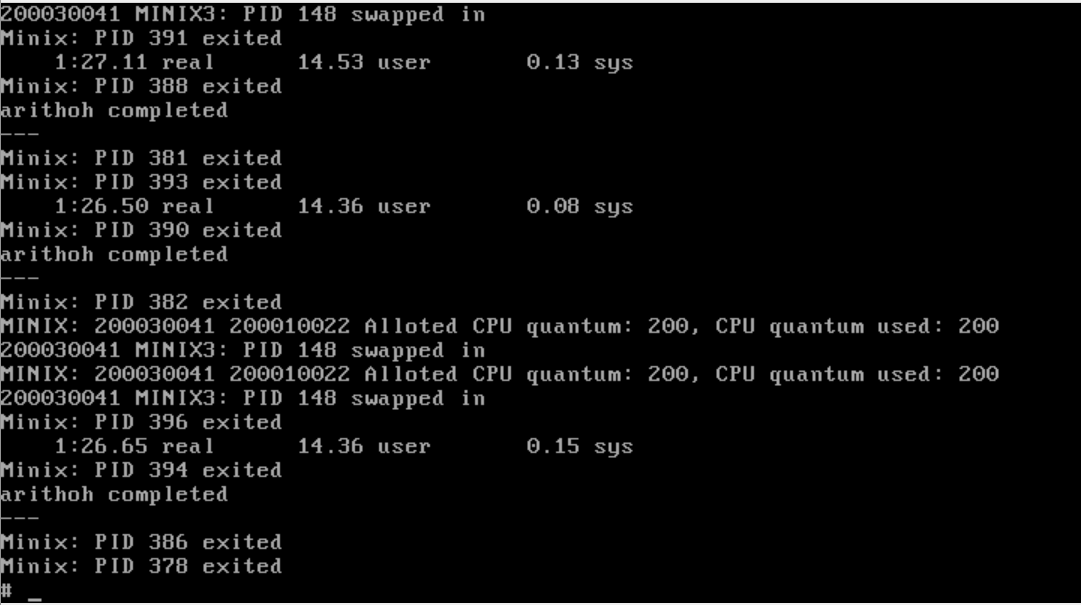 200030041 MINIX3: PID 148 swapped in
Minix: PID 391 exited
1:27.11 real 14.53 user 0.13 sys
Minix: PID 388 exited
arithoh completed
---
Minix: PID 381 exited
Minix: PID 393 exited
1:26.50 real 14.36 user 0.08 sys
Minix: PID 390 exited
arithoh completed
---
Minix: PID 382 exited
MINIX: 200030041 200010022 Alloted CPU quantum: 200, CPU quantum used: 200
200030041 MINIX3: PID 148 swapped in
MINIX: 200030041 200010022 Alloted CPU quantum: 200, CPU quantum used: 200
200030041 MINIX3: PID 148 swapped in
Minix: PID 396 exited
1:26.65 real 14.36 user 0.15 sys
Minix: PID 394 exited
arithoh completed
---
Minix: PID 386 exited
Minix: PID 378 exited
# _